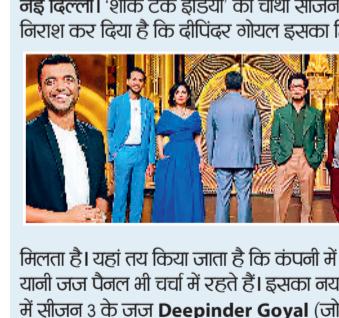 नई दिल्ली। 'शार्क टैंक इंडिया' का चौथा सीजन
निराश कर दिया है कि दीपिंदर गोयल इसका
मिलता है। यहां तय किया जाता है कि कंपनी में
यानी जज पैनल भी चर्चा में रहते हैं। इसका नय
में सीजन 3 के जज Deepinder Goyal (जो